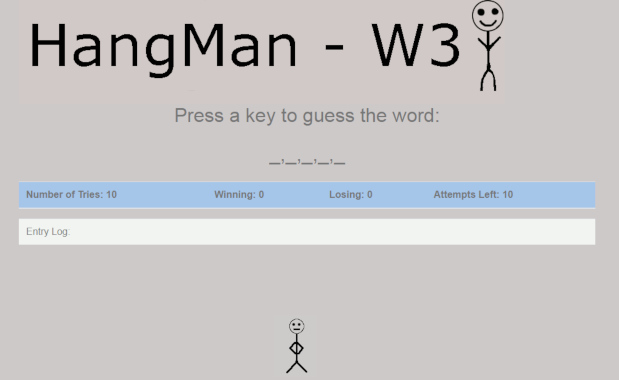 HangMan - W3
Press a key to guess the word:
_,_,_,_,_
Number of Tries: 10 Winning: 0 Losing: 0 Attempts Left: 10
Entry Log: